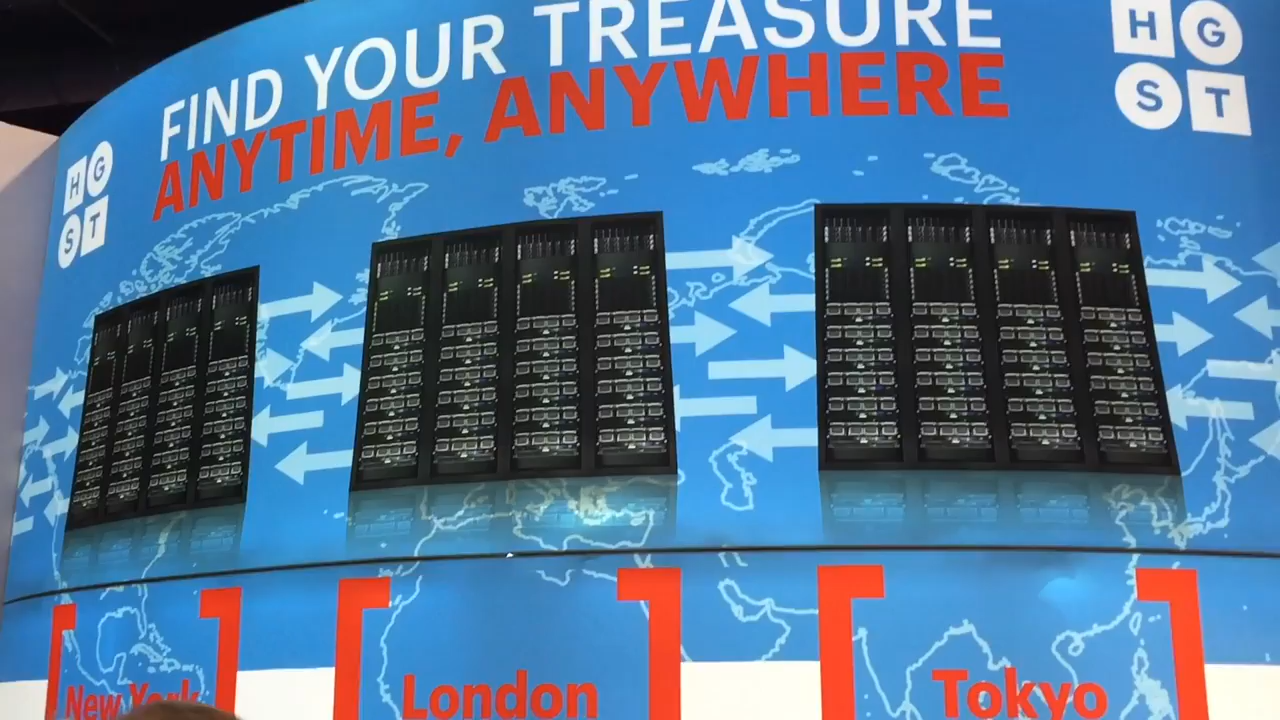 FIND YOUR TREASURE
ANYTIME, ANYWHERE
HG
ST
HG
ST
New York
London
Tokyo